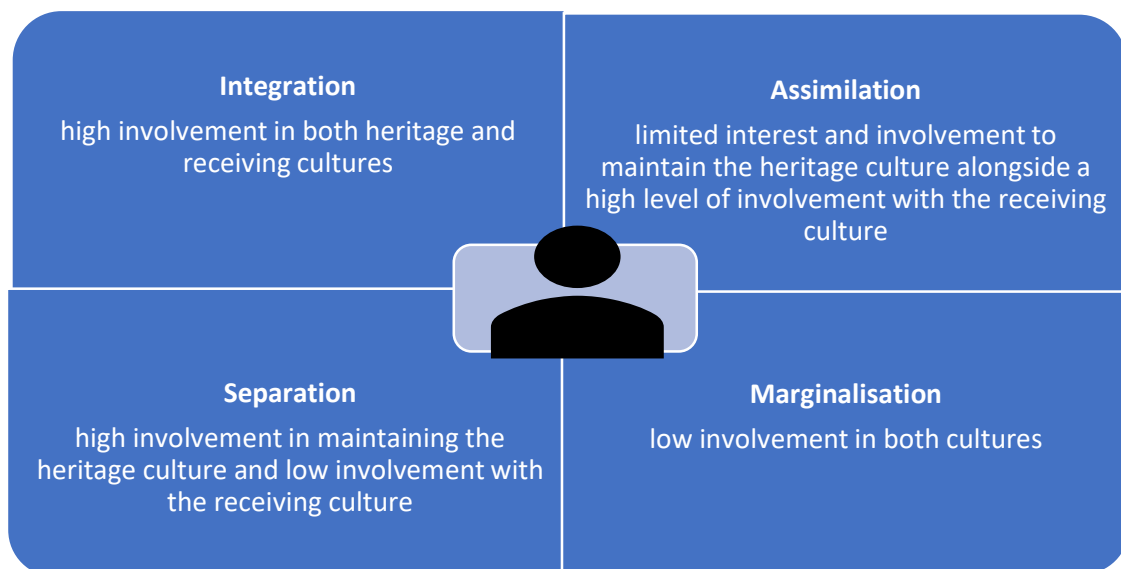 Integration
high involvement in both heritage and
receiving cultures
Assimilation
limited interest and involvement to
maintain the heritage culture alongside a
high level of involvement with the receiving
culture
Separation
high involvement in maintaining the
heritage culture and low involvement with
the receiving culture
Marginalisation
low involvement in both cultures